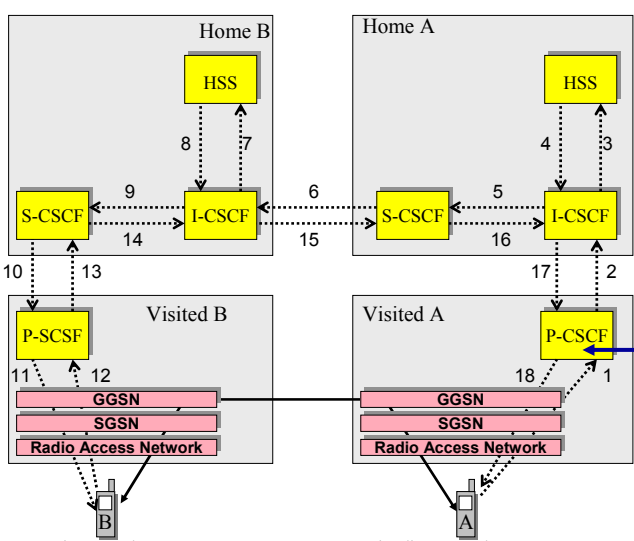 Home B
Home A
HSS
HSS
8
7
4
3
9
6
5
S-CSCF
I-CSCF
S-CSCF
I-CSCF
14
15
16
10
13
17
2
Visited B
Visited A
P-SCSF
P-CSCF
11
12
18
1
GGSN
GGSN
SGSN
SGSN
Radio Access Network
Radio Access Network
B
A